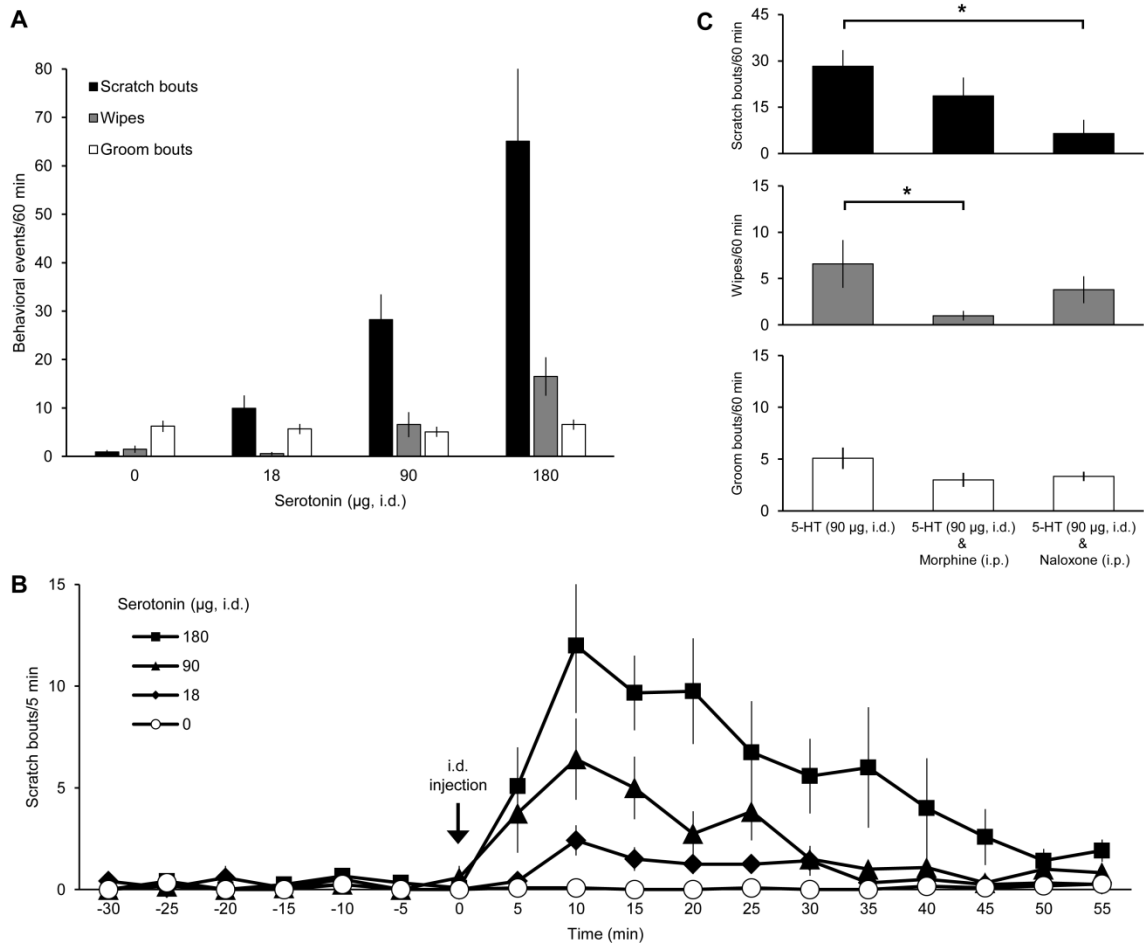 A
Behavioral events/60 min
80
70
60
50
40
30
20
10
0
Scratch bouts
Wipes
Groom bouts
0 18 90 180
Serotonin (µg, i.d.)
C
*
Scratch bouts/60 min
45
30
15
0
*
Wipes/60 min
15
10
5
0
Groom bouts/60 min
15
10
5
0
5-HT (90 µg, i.d.)
5-HT (90 µg, i.d.)
&
Morphine (i.p.)
5-HT (90 µg, i.d.)
&
Naloxone (i.p.)
B
Scratch bouts/5 min
15
10
5
0
Serotonin (µg, i.d.)
180
90
18
0
i.d.
injection
-30 -25 -20 -15 -10 -5 0 5 10 15 20 25 30 35 40 45 50 55
Time (min)